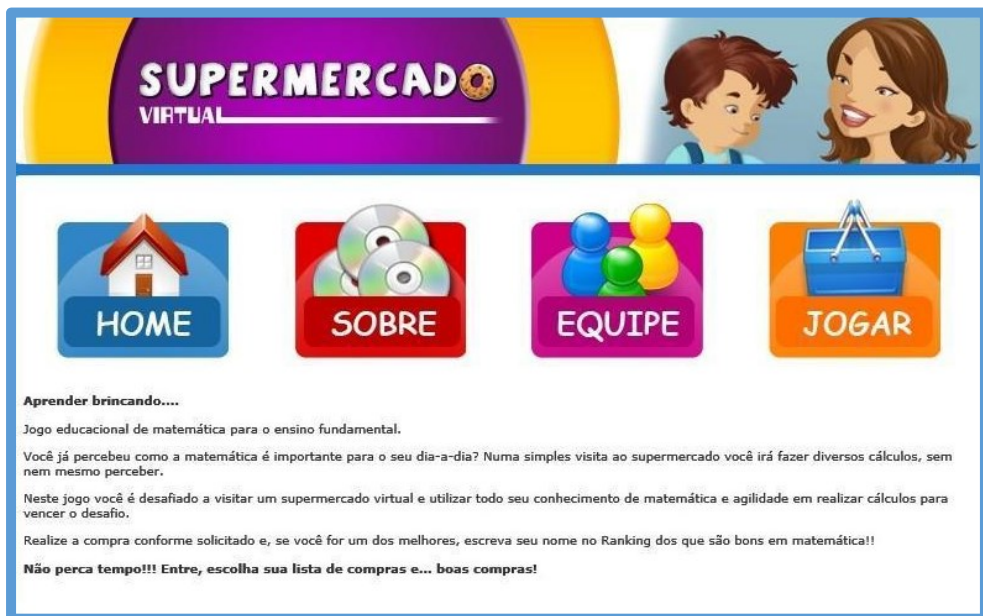 SUPERMERCADO
VIRTUAL
HOME
SOBRE
EQUIPE
JOGAR
Aprender brincando....
Jogo educacional de matemática para o ensino fundamental.
Você já percebeu como a matemática é importante para o seu dia-a-dia? Numa simples visita ao supermercado você irá fazer diversos cálculos, sem
nem mesmo perceber.
Neste jogo você é desafiado a visitar um supermercado virtual e utilizar todo seu conhecimento de matemática e agilidade em realizar cálculos para
vencer o desafio.
Realize a compra conforme solicitado e, se você for um dos melhores, escreva seu nome no Ranking dos que são bons em matemática!!
Não perca tempo!!! Entre, escolha sua lista de compras e... boas compras!